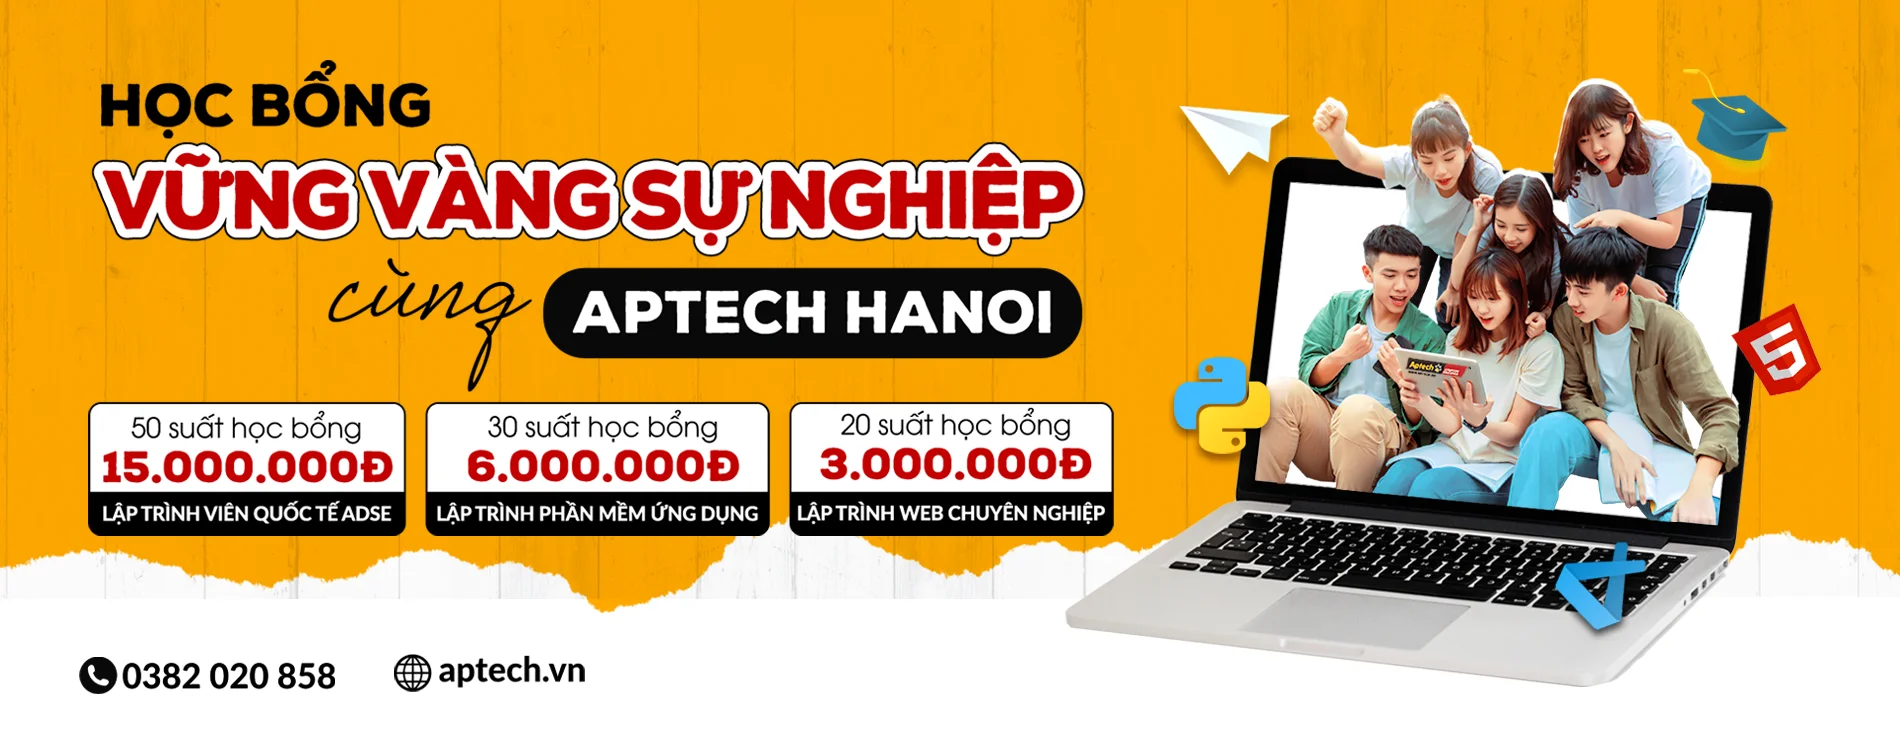 HỌC BỔNG
VỮNG VÀNG SỰ NGHIỆP
cùng APTECH HANOI
50 suất học bổng
15.000.000Đ
LẬP TRÌNH VIÊN QUỐC TẾ ADSE
30 suất học bổng
6.000.000Đ
LẬP TRÌNH PHẦN MỀM ỨNG DỤNG
20 suất học bổng
3.000.000Đ
LẬP TRÌNH WEB CHUYÊN NGHIỆP
Aptech
5
0382 020 858
aptech.vn